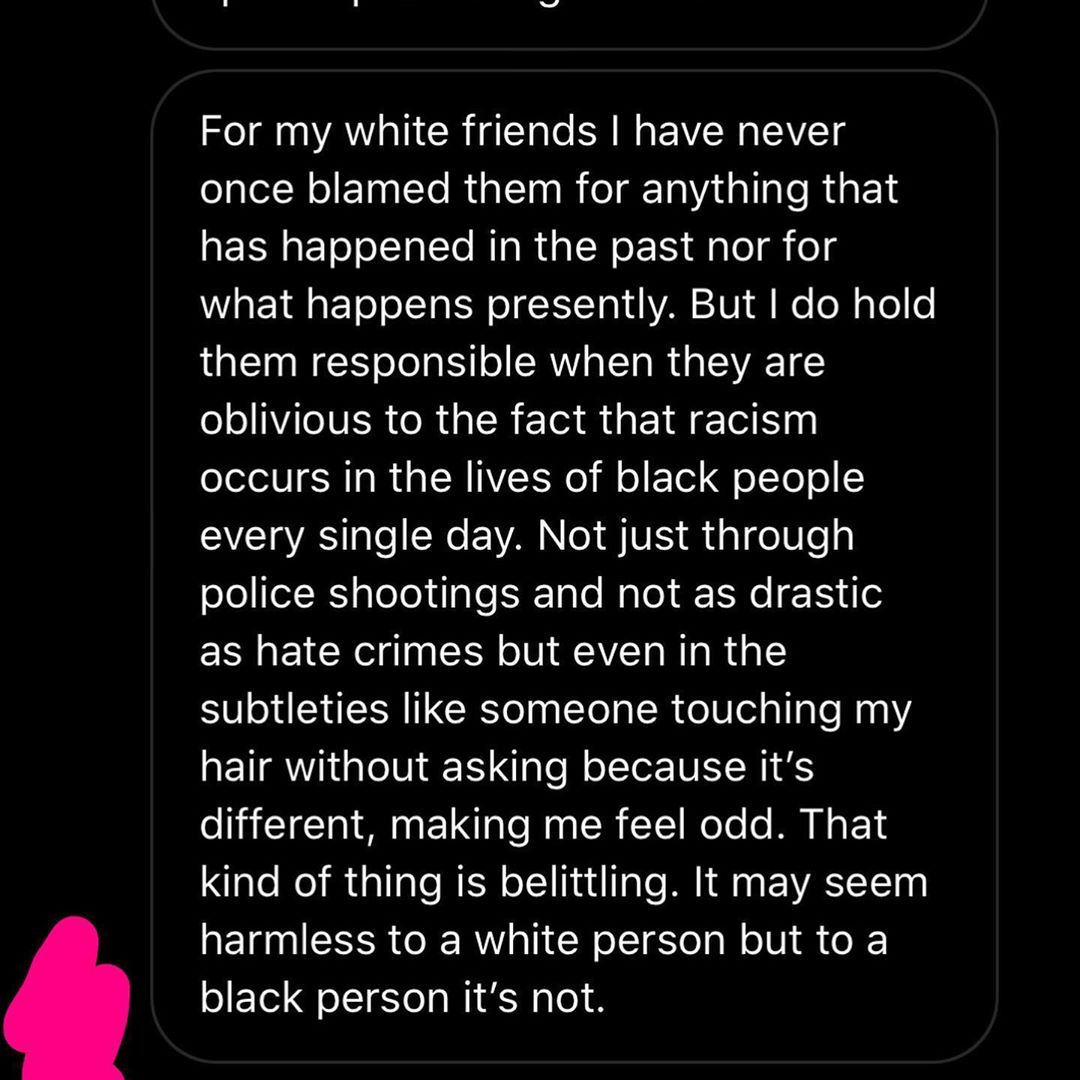 For my white friends I have never
once blamed them for anything that
has happened in the past nor for
what happens presently. But I do hold
them responsible when they are
oblivious to the fact that racism
occurs in the lives of black people
every single day. Not just through
police shootings and not as drastic
as hate crimes but even in the
subtleties like someone touching my
hair without asking because it’s
different, making me feel odd. That
kind of thing is belittling. It may seem
harmless to a white person but to a
black person it’s not.